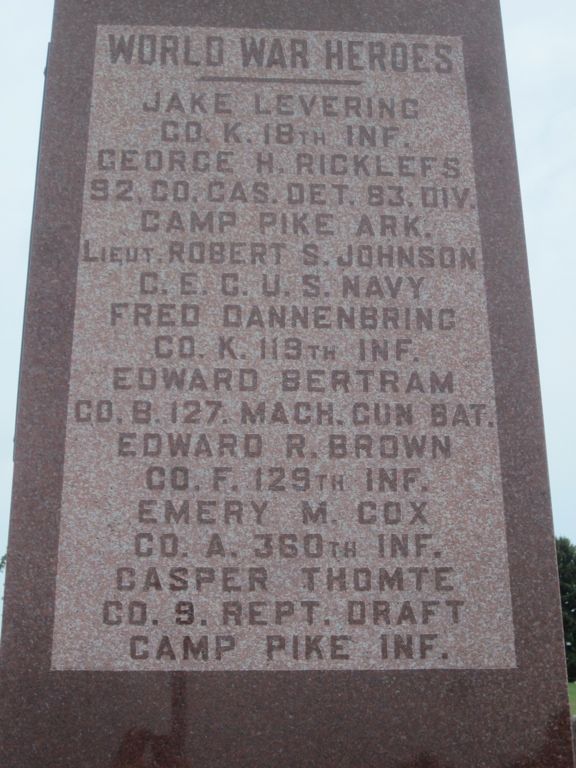 WORLD WAR HEROES
JAKE LEVERING
CO. K. 18TH INF.
GEORGE H. RICKLEFS
92. CO. CAS. DET. 83. DIV.
CAMP PIKE ARK.
LIEUT. ROBERT S. JOHNSON
C. E. C. U. S. NAVY
FRED DANNENBRING
CO. K. 119TH INF.
EDWARD BERTRAM
CO. B. 127. MACH. GUN BAT.
EDWARD R. BROWN
CO. F. 129TH INF.
EMERY M. COX
CO. A. 360TH INF.
CASPER THOMTE
CO. 9. REPT. DRAFT
CAMP PIKE INF.